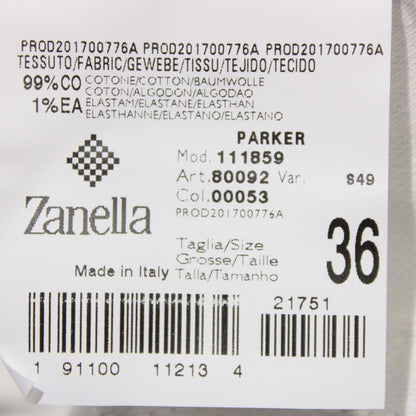 PROD201700776A PROD201700776A PROD201700776A
TESSUTO/FABRIC/GEWEBE/TISSU/TEJIDO/TECIDO
99%CO COTONE/COTTON/BAUMWOLLE
COTON/ALGODON/ALGODAO
1%EA ELASTAM/ELASTANE/ELASTHAN
ELASTHANNE/ELASTANO/ELASTANO
PARKER
Mod. 111859
Art.80092 Var. S49
Col.00053
PROD201700776A
Zanella
Taglia/Size
Grosse/Taille
Talla/Tamanho
36
Made in Italy
21751
1 91100 11213 4